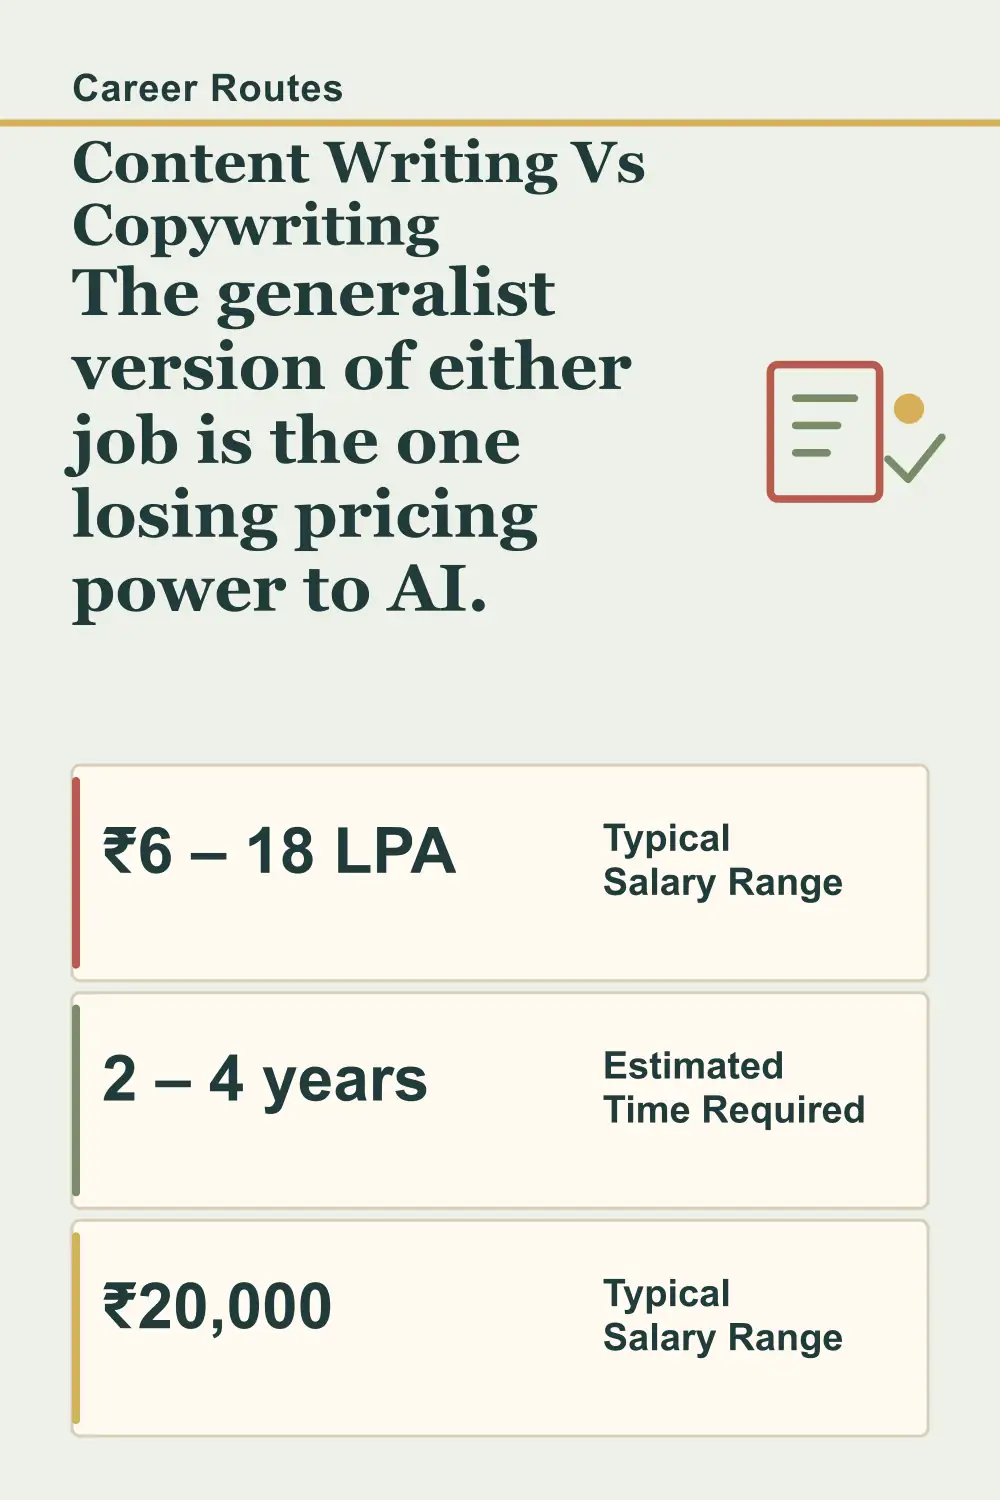 Career Routes
Content Writing Vs
Copywriting
The generalist
version of either
job is the one
losing pricing
power to AI.
₹6 – 18 LPA
Typical
Salary Range
2 – 4 years
Estimated
Time Required
₹20,000
Typical
Salary Range